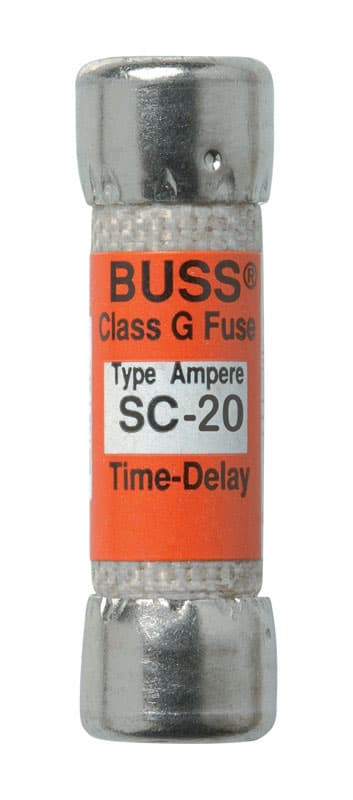 BUSS®
Class G Fuse
Type Ampere
SC-20
Time-Delay